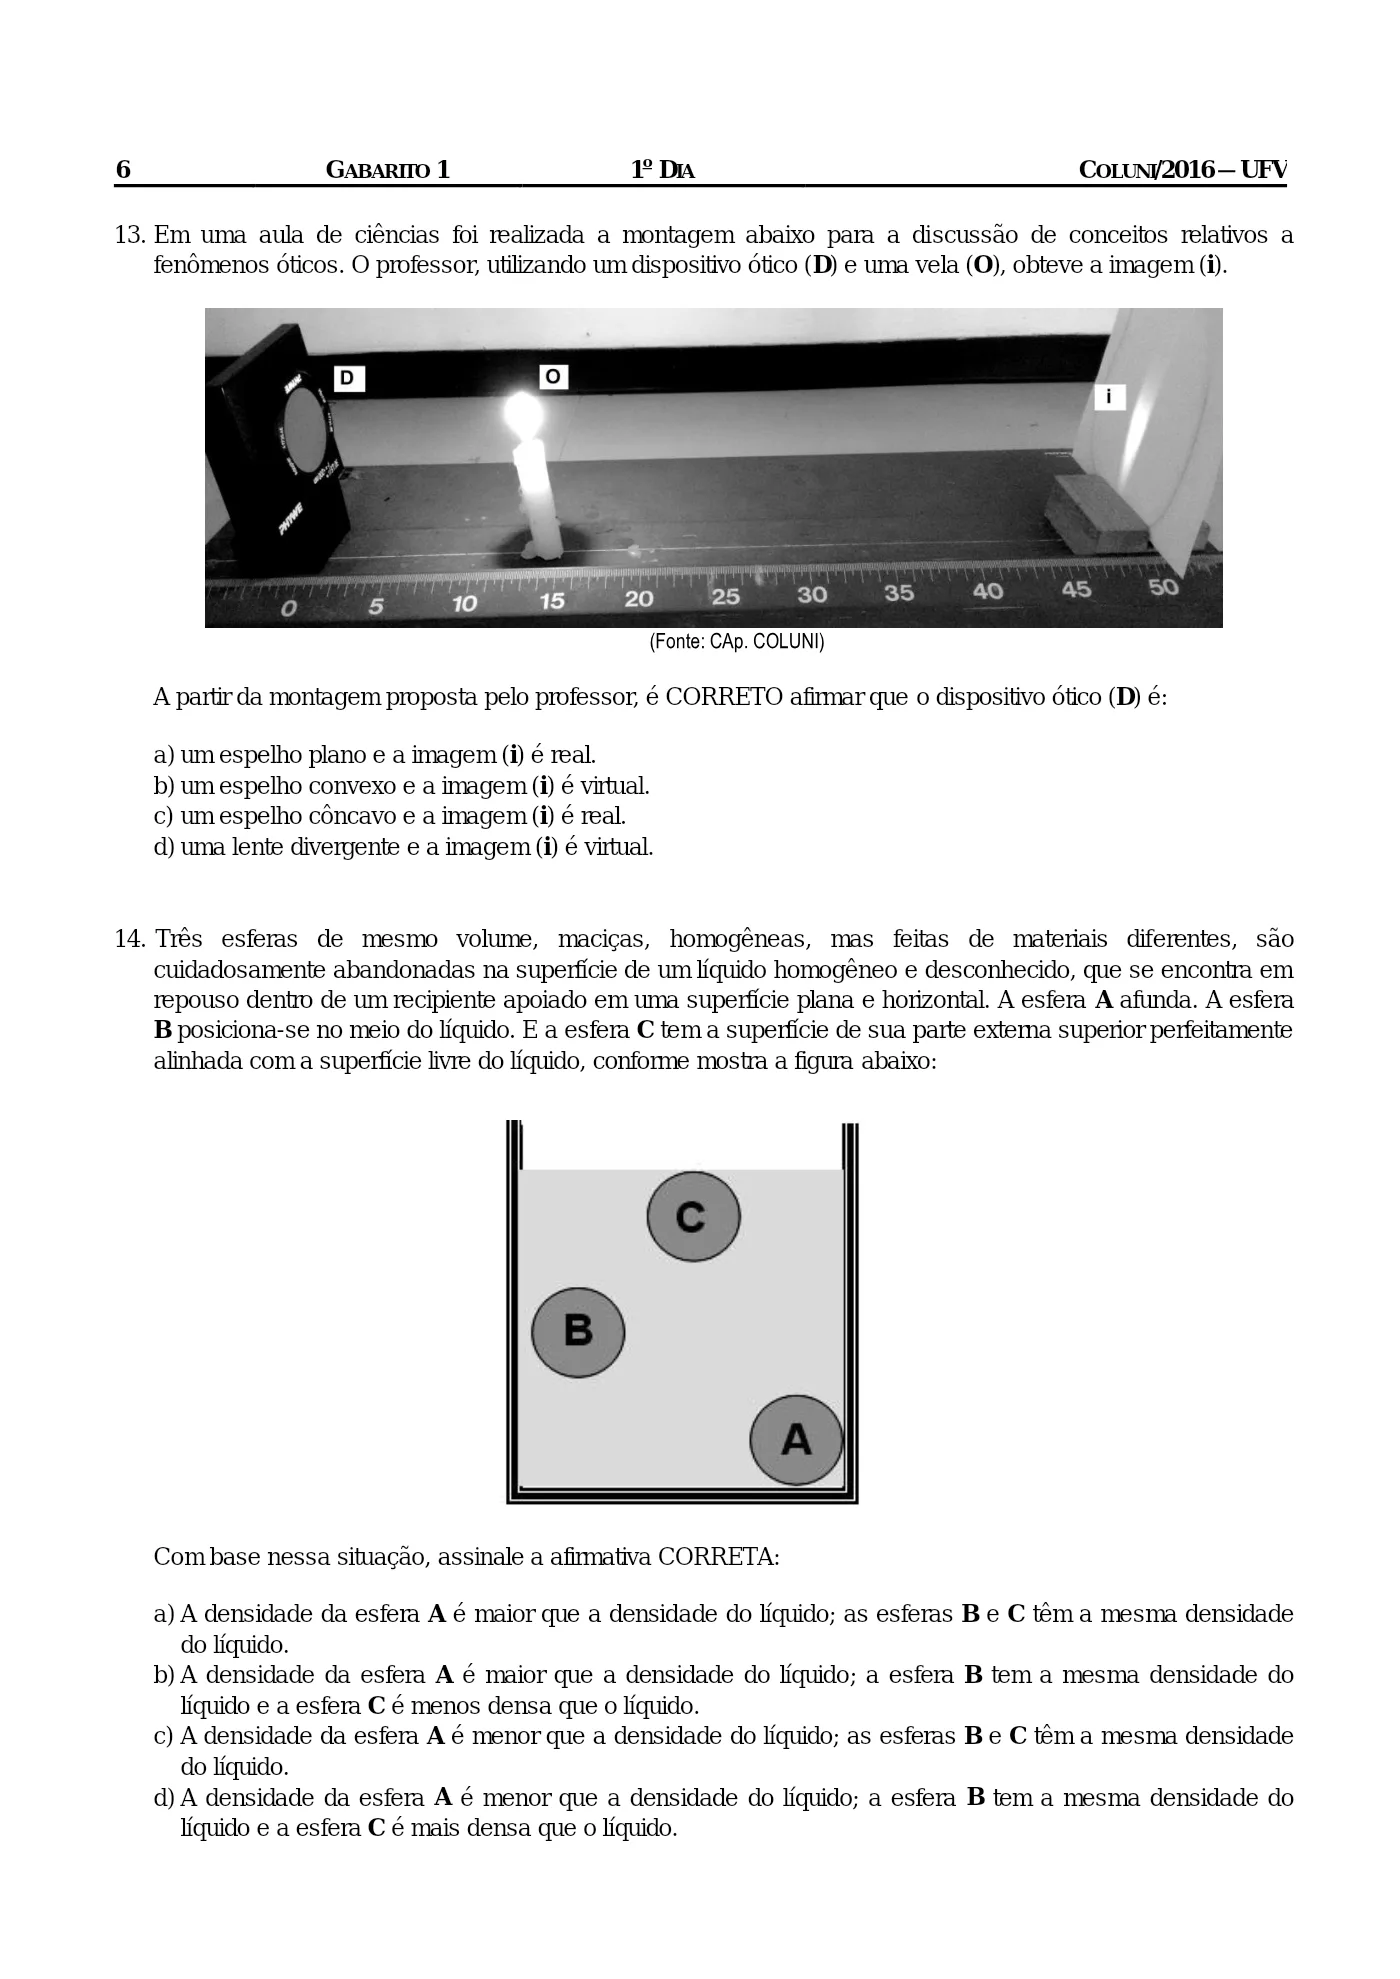 6 GABARITO 1 1º DIA COLUNI/2016 — UFV
13. Em uma aula de ciências foi realizada a montagem abaixo para a discussão de conceitos relativos a
fenômenos óticos. O professor, utilizando um dispositivo ótico (D) e uma vela (O), obteve a imagem (i).
D
O
i
PHYWE
0 5 10 15 20 25 30 35 40 45 50
(Fonte: CAp. COLUNI)
A partir da montagem proposta pelo professor, é CORRETO afirmar que o dispositivo ótico (D) é:
a) um espelho plano e a imagem (i) é real.
b) um espelho convexo e a imagem (i) é virtual.
c) um espelho côncavo e a imagem (i) é real.
d) uma lente divergente e a imagem (i) é virtual.
14. Três esferas de mesmo volume, maciças, homogêneas, mas feitas de materiais diferentes, são
cuidadosamente abandonadas na superfície de um líquido homogêneo e desconhecido, que se encontra em
repouso dentro de um recipiente apoiado em uma superfície plana e horizontal. A esfera A afunda. A esfera
B posiciona-se no meio do líquido. E a esfera C tem a superfície de sua parte externa superior perfeitamente
alinhada com a superfície livre do líquido, conforme mostra a figura abaixo:
C
B
A
Com base nessa situação, assinale a afirmativa CORRETA:
a) A densidade da esfera A é maior que a densidade do líquido; as esferas B e C têm a mesma densidade
do líquido.
b) A densidade da esfera A é maior que a densidade do líquido; a esfera B tem a mesma densidade do
líquido e a esfera C é menos densa que o líquido.
c) A densidade da esfera A é menor que a densidade do líquido; as esferas B e C têm a mesma densidade
do líquido.
d) A densidade da esfera A é menor que a densidade do líquido; a esfera B tem a mesma densidade do
líquido e a esfera C é mais densa que o líquido.